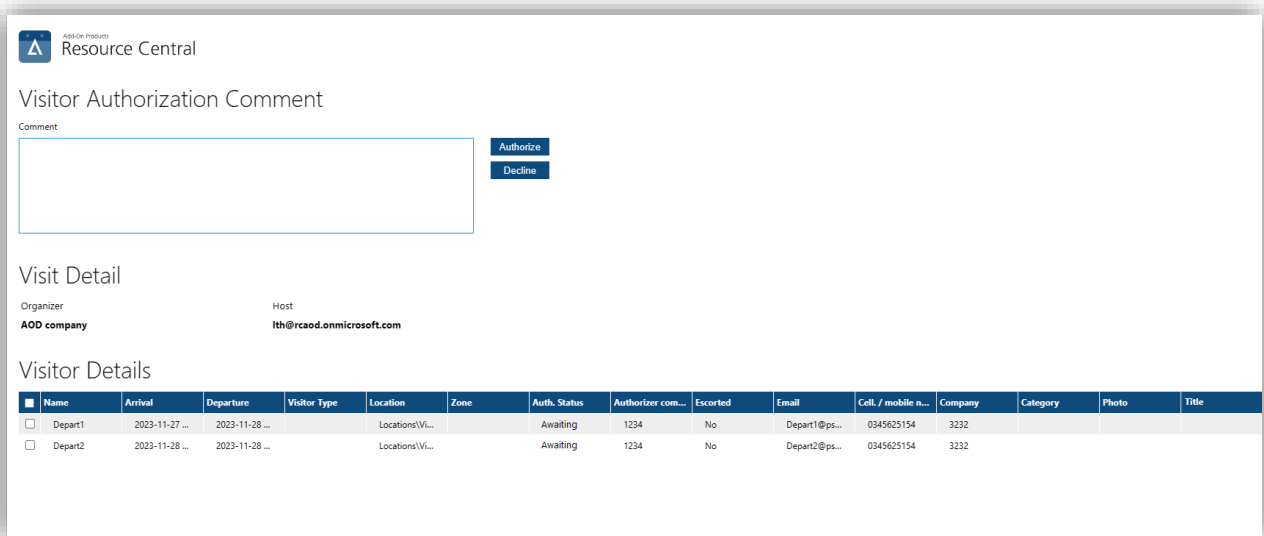 Add-On Products
Resource Central
Visitor Authorization Comment
Comment
Authorize
Decline
Visit Detail
Organizer Host
AOD company lth@rcaod.onmicrosoft.com
Visitor Details
Name Arrival Departure Visitor Type Location Zone Auth. Status Authorizer com... Escorted Email Cell. / mobile n... Company Category Photo Title
Depart1 2023-11-27 ... 2023-11-28 ... Locations\Vi... Awaiting 1234 No Depart1@ps... 0345625154 3232
Depart2 2023-11-28 ... 2023-11-28 ... Locations\Vi... Awaiting 1234 No Depart2@ps... 0345625154 3232